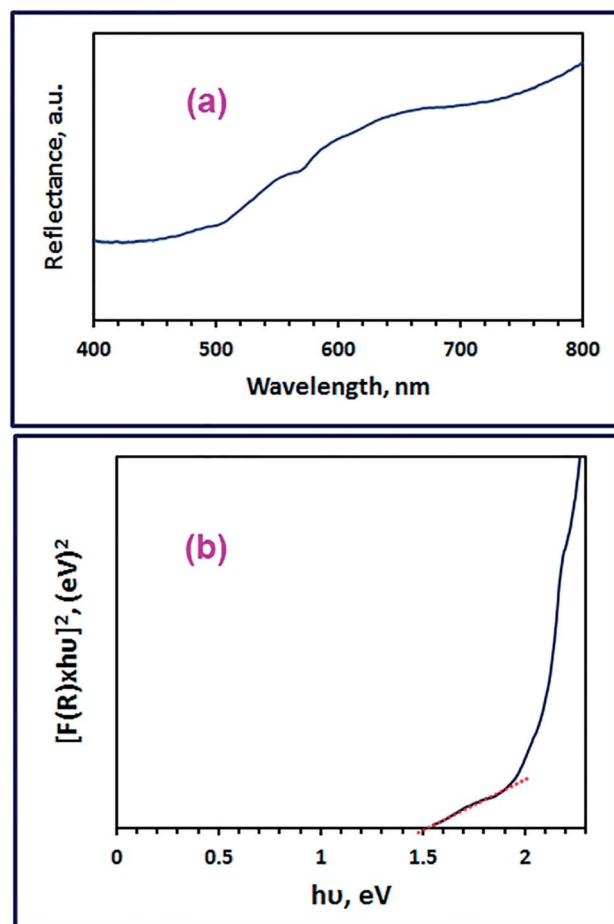 (a)
Reflectance, a.u.
400 500 600 700 800
Wavelength, nm
(b)
[F(R)xhυ]², (eV)²
0 0.5 1 1.5 2
hυ, eV